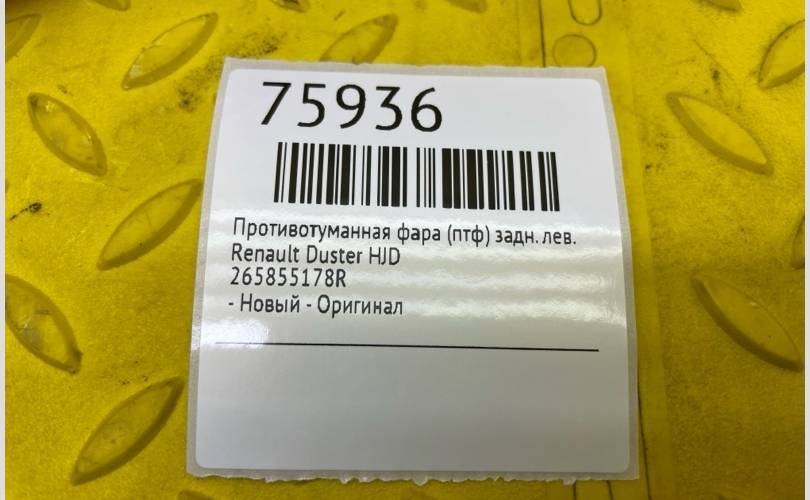 75936
Противотуманная фара (птф) задн. лев.
Renault Duster HJD
265855178R
- Новый - Оригинал